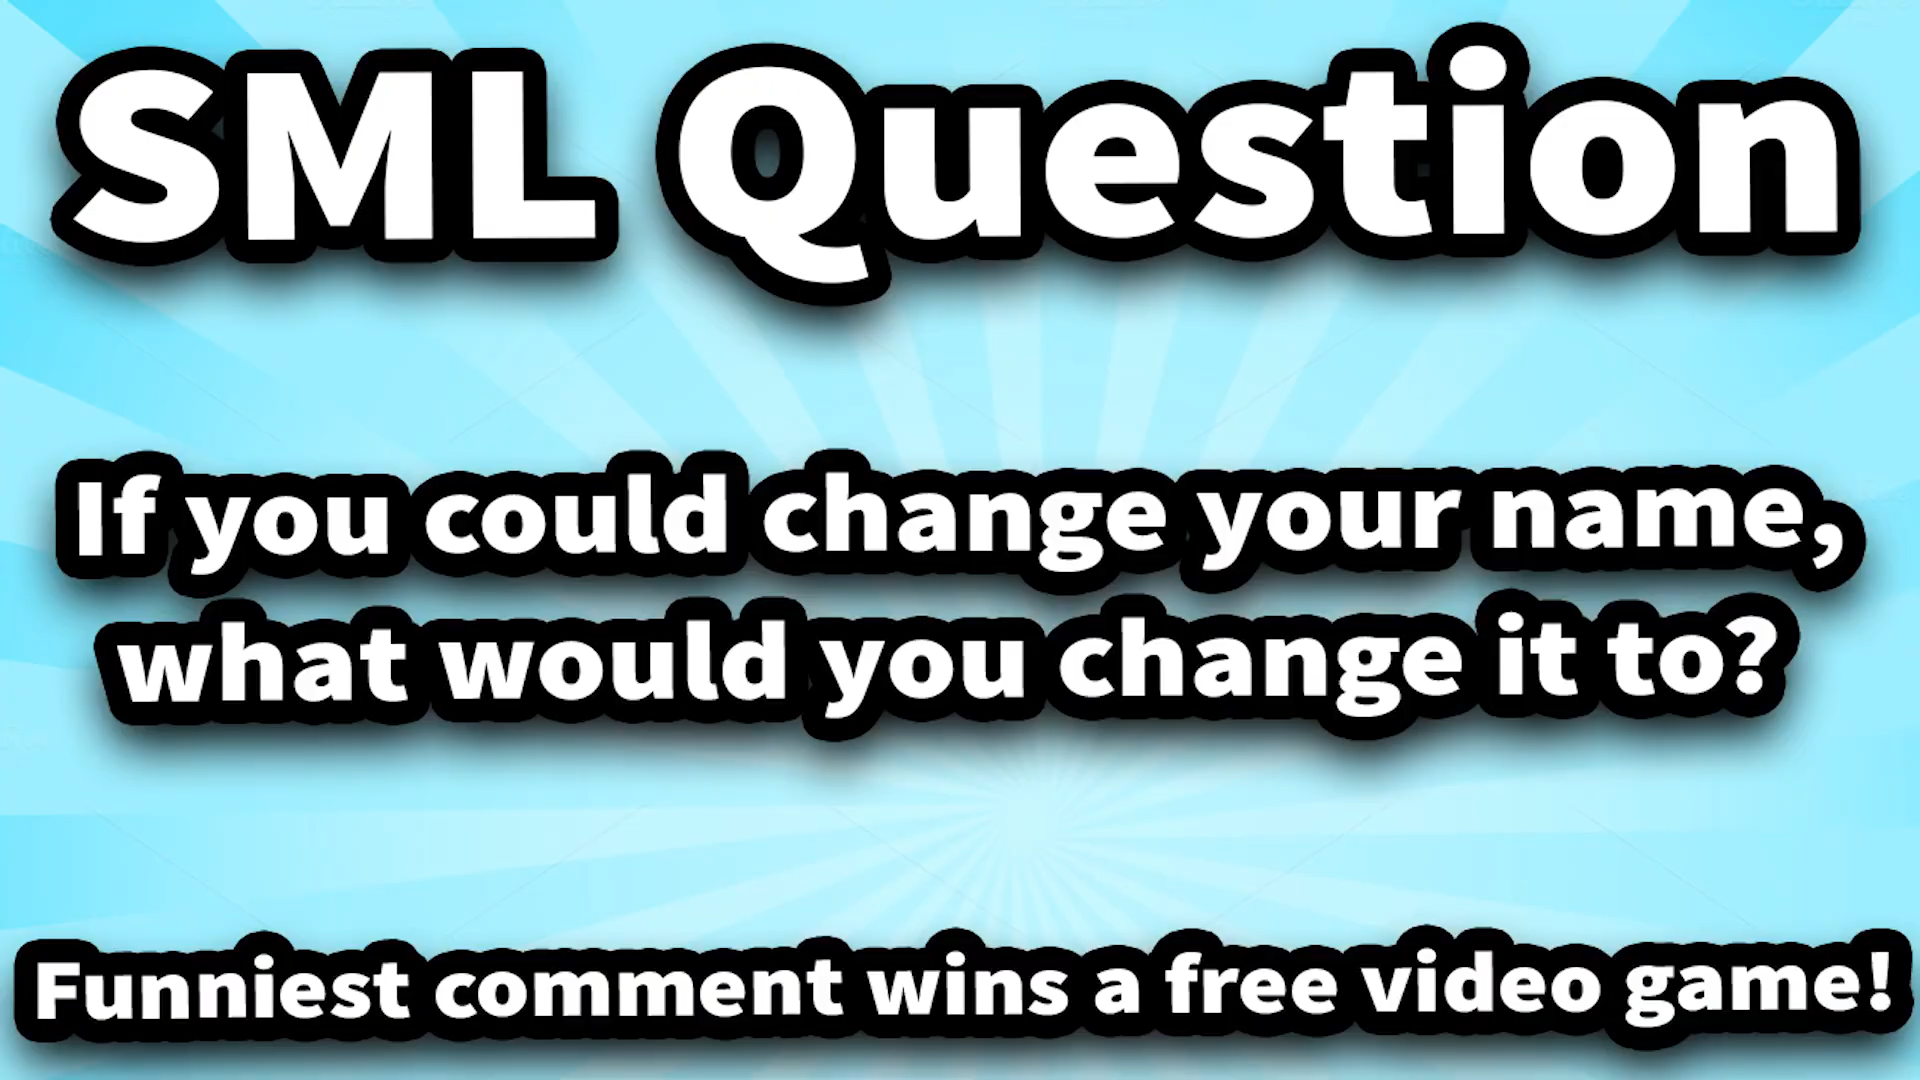 SML Question
If you could change your name,
what would you change it to?
Funniest comment wins a free video game!